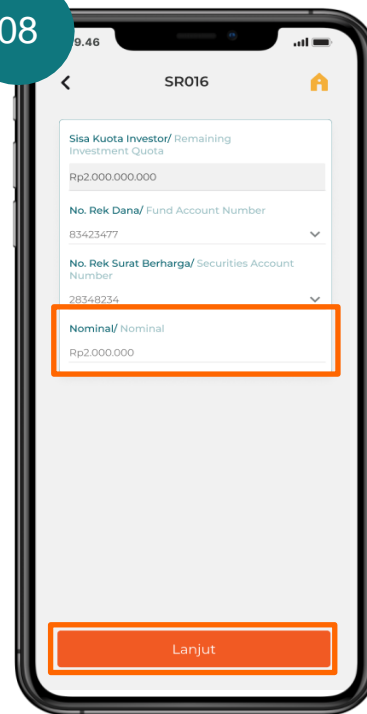 08
9.46
SR016
Sisa Kuota Investor/ Remaining
Investment Quota
Rp2.000.000.000
No. Rek Dana/ Fund Account Number
83423477
No. Rek Surat Berharga/ Securities Account
Number
28348234
Nominal/ Nominal
Rp2.000.000
Lanjut